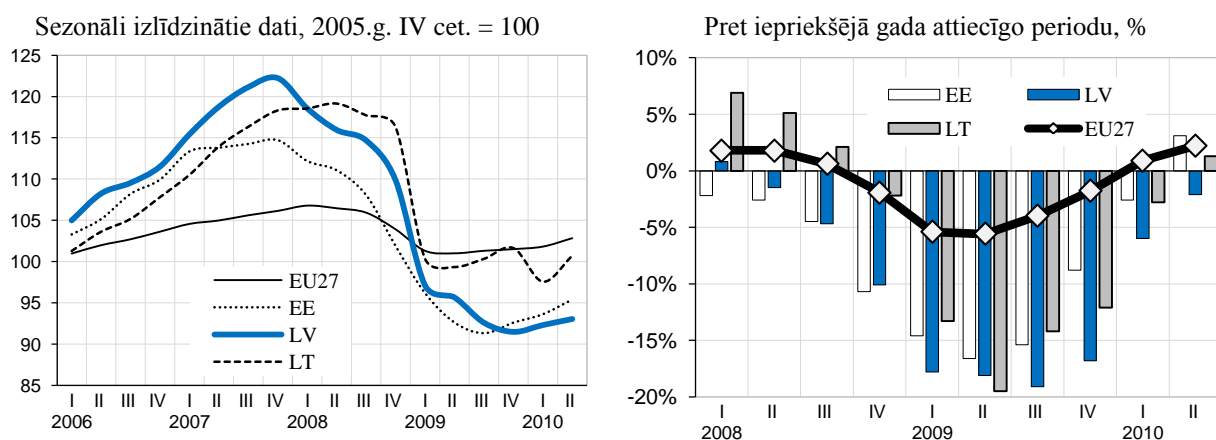 Sezonāli izlīdzinātie dati, 2005.g. IV cet. = 100
125
120
115
110
105
100
95
90
85
EU27
EE
LV
LT
I II III IV I II III IV I II III IV I II III IV I II
2006 2007 2008 2009 2010
Pret iepriekšējā gada attiecīgo periodu, %
10%
5%
0%
-5%
-10%
-15%
-20%
EE LV
LT EU27
I II III IV I II III IV I II
2008 2009 2010